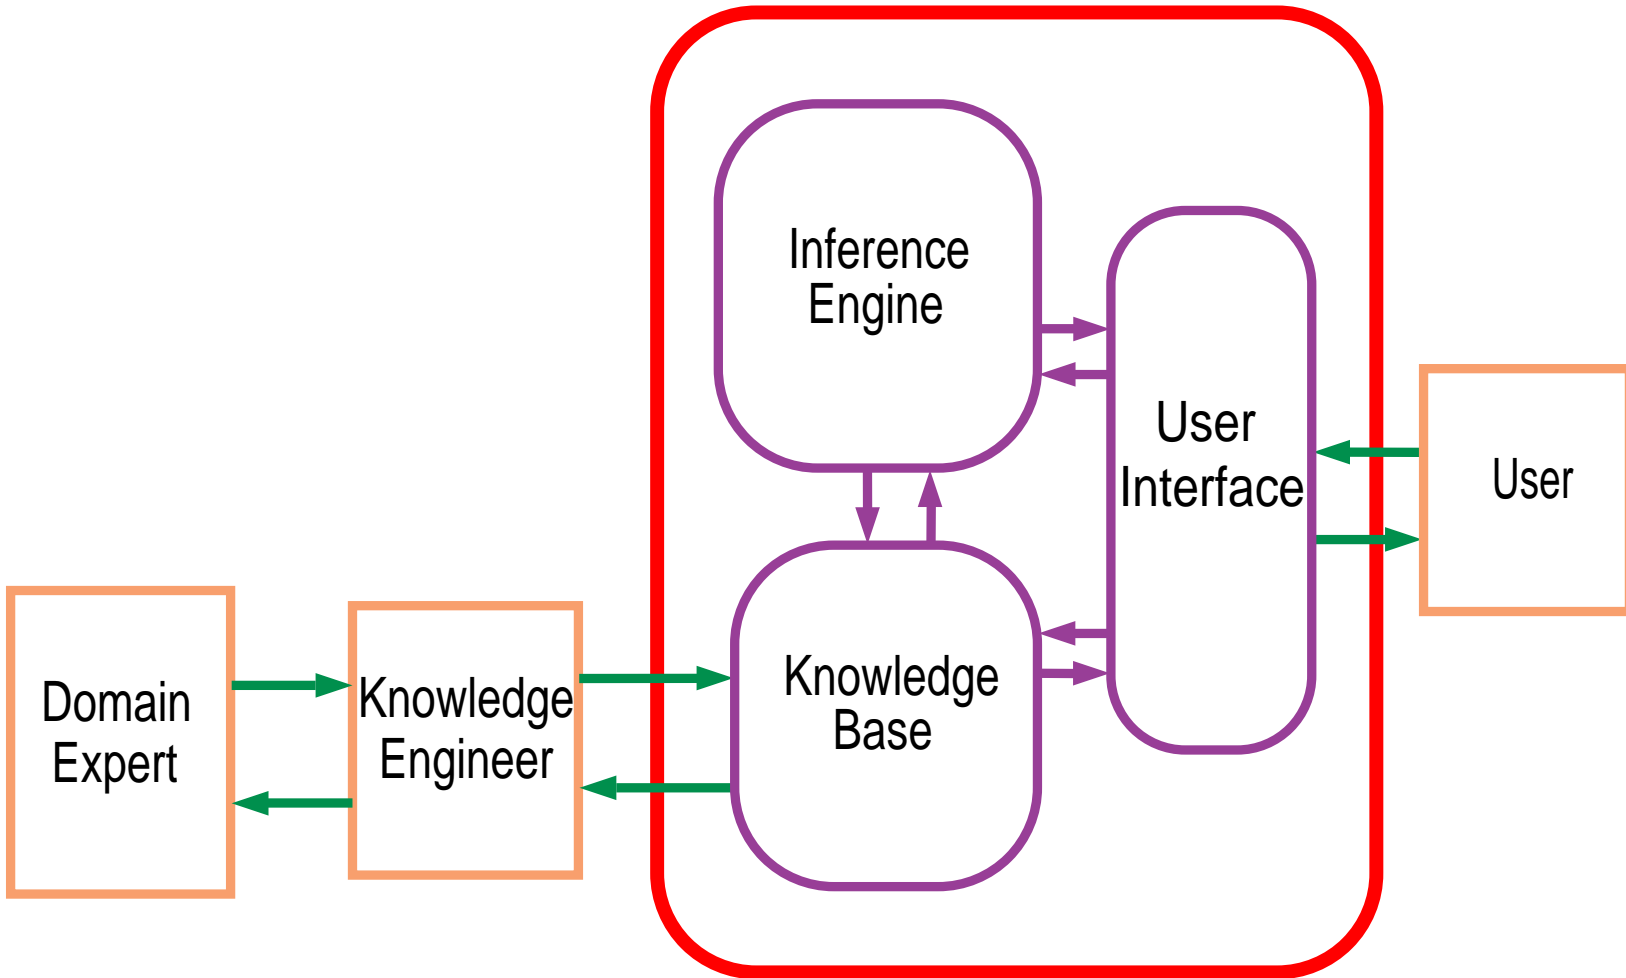 Inference
Engine
User
Interface
User
Domain
Expert
Knowledge
Engineer
Knowledge
Base